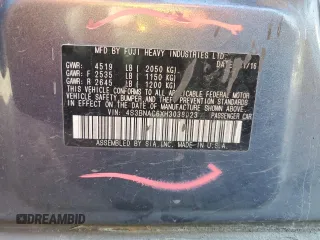 MFD BY FUJI HEAVY INDUSTRIES LTD.
DATE: 11/16
GVWR: 4519 LB ( 2050 KG)
GAWR: F 2535 LB ( 1150 KG)
GAWR: R 2645 LB ( 1200 KG)
THIS VEHICLE CONFORMS TO ALL APPLICABLE FEDERAL MOTOR
VEHICLE SAFETY, BUMPER, AND THEFT PREVENTION STANDARDS
IN EFFECT ON THE DATE OF MANUFACTURE SHOWN ABOVE.
VIN: 4S3BNAC6XH3038023
PASSENGER CAR
ASSEMBLED BY SIA, INC. MADE IN U.S.A.
DREAMBID